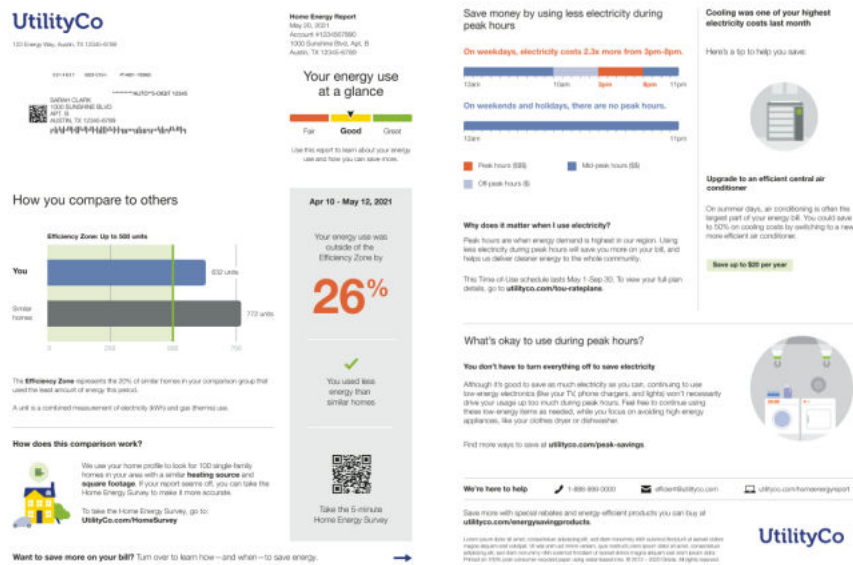 UtilityCo
123 Energy Way, Austin, TX 12345-6789
Home Energy Report
May 20, 2021
Account #1234567890
1000 Sunshine Blvd, Apt. B
Austin, TX 12345-6789
SARAH CLARK
1000 SUNSHINE BLVD
APT. B
AUSTIN, TX 12345-6789
Your energy use
at a glance
Fair Good Great
Use this report to learn about your energy
use and how you can save more.
How you compare to others
Efficiency Zone: Up to 500 units
You
632 units
Similar
homes
772 units
0 250 500 750
The Efficiency Zone represents the 20% of similar homes in your comparison group that
used the least amount of energy this period.
A unit is a combined measurement of electricity (kWh) and gas (therms) use.
How does this comparison work?
We use your home profile to look for 100 single-family
homes in your area with a similar heating source and
square footage. If your report seems off, you can take the
Home Energy Survey to make it more accurate.
To take the Home Energy Survey, go to:
UtilityCo.com/HomeSurvey
Apr 10 - May 12, 2021
Your energy use was
outside of the
Efficiency Zone by
26%
You used less
energy than
similar homes
Take the 5-minute
Home Energy Survey
Want to save more on your bill? Turn over to learn how—and when—to save energy.
Save money by using less electricity during
peak hours
On weekdays, electricity costs 2.3x more from 3pm-8pm.
12am 10am 3pm 8pm 11pm
On weekends and holidays, there are no peak hours.
12am 11pm
Peak hours ($$$) Mid-peak hours ($$)
Off-peak hours ($)
Why does it matter when I use electricity?
Peak hours are when energy demand is highest in our region. Using
less electricity during peak hours will save you more on your bill, and
helps us deliver cleaner energy to the whole community.
This Time-of-Use schedule lasts May 1-Sep 30. To view your full plan
details, go to utilityco.com/tou-rateplans.
Cooling was one of your highest
electricity costs last month
Here's a tip to help you save:
Upgrade to an efficient central air
conditioner
On summer days, air conditioning is often the
largest part of your energy bill. You could save
to 50% on cooling costs by switching to a new
more efficient air conditioner.
Save up to $20 per year
What's okay to use during peak hours?
You don't have to turn everything off to save electricity
Although it's good to save as much electricity as you can, continuing to use
low-energy electronics (like your TV, phone chargers, and lights) won't necessarily
drive your usage up too much during peak hours. Feel free to continue using
these low-energy items as needed, while you focus on avoiding high-energy
appliances, like your clothes dryer or dishwasher.
Find more ways to save at utilityco.com/peak-savings.
We're here to help 1-888-999-0000 efficient@utilityco.com utilityco.com/homeenergyreport
Save more with special rebates and energy-efficient products you can buy at
utilityco.com/energysavingproducts.
UtilityCo